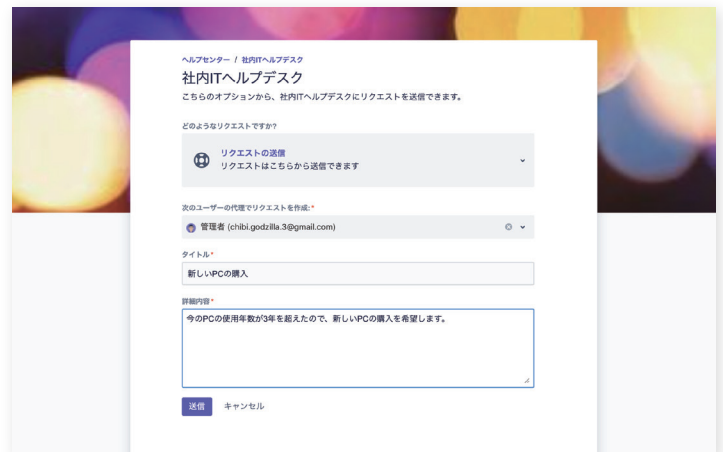 ヘルプセンター / 社内ITヘルプデスク
社内ITヘルプデスク
こちらのオプションから、社内ITヘルプデスクにリクエストを送信できます。
どのようなリクエストですか?
リクエストの送信
リクエストはこちらから送信できます
次のユーザーの代理でリクエストを作成:*
管理者 (chibi.godzilla.3@gmail.com)
タイトル*
新しいPCの購入
詳細内容*
今のPCの使用年数が3年を超えたので、新しいPCの購入を希望します。
送信 キャンセル